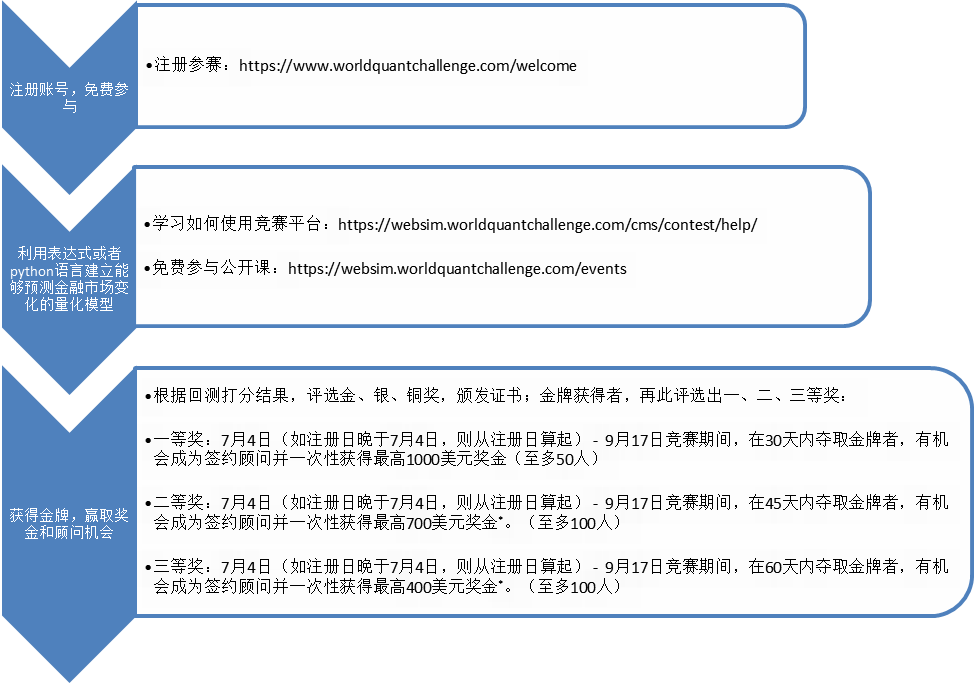 注册账号，免费参
与
•注册参赛：https://www.worldquantchallenge.com/welcome
利用表达式或者
python语言建立能
够预测金融市场变
化的量化模型
•学习如何使用竞赛平台：https://websim.worldquantchallenge.com/cms/contest/help/
•免费参与公开课：https://websim.worldquantchallenge.com/events
获得金牌，赢取奖
金和顾问机会
•根据回测打分结果，评选金、银、铜奖，颁发证书；金牌获得者，再此评选出一、二、三等奖：
•一等奖：7月4日（如注册日晚于7月4日，则从注册日算起）- 9月17日竞赛期间，在30天内夺取金牌者，有机
会成为签约顾问并一次性获得最高1000美元奖金（至多50人）
•二等奖：7月4日（如注册日晚于7月4日，则从注册日算起）- 9月17日竞赛期间，在45天内夺取金牌者，有机
会成为签约顾问并一次性获得最高700美元奖金*。（至多100人）
•三等奖：7月4日（如注册日晚于7月4日，则从注册日算起）- 9月17日竞赛期间，在60天内夺取金牌者，有机
会成为签约顾问并一次性获得最高400美元奖金*。（至多100人）